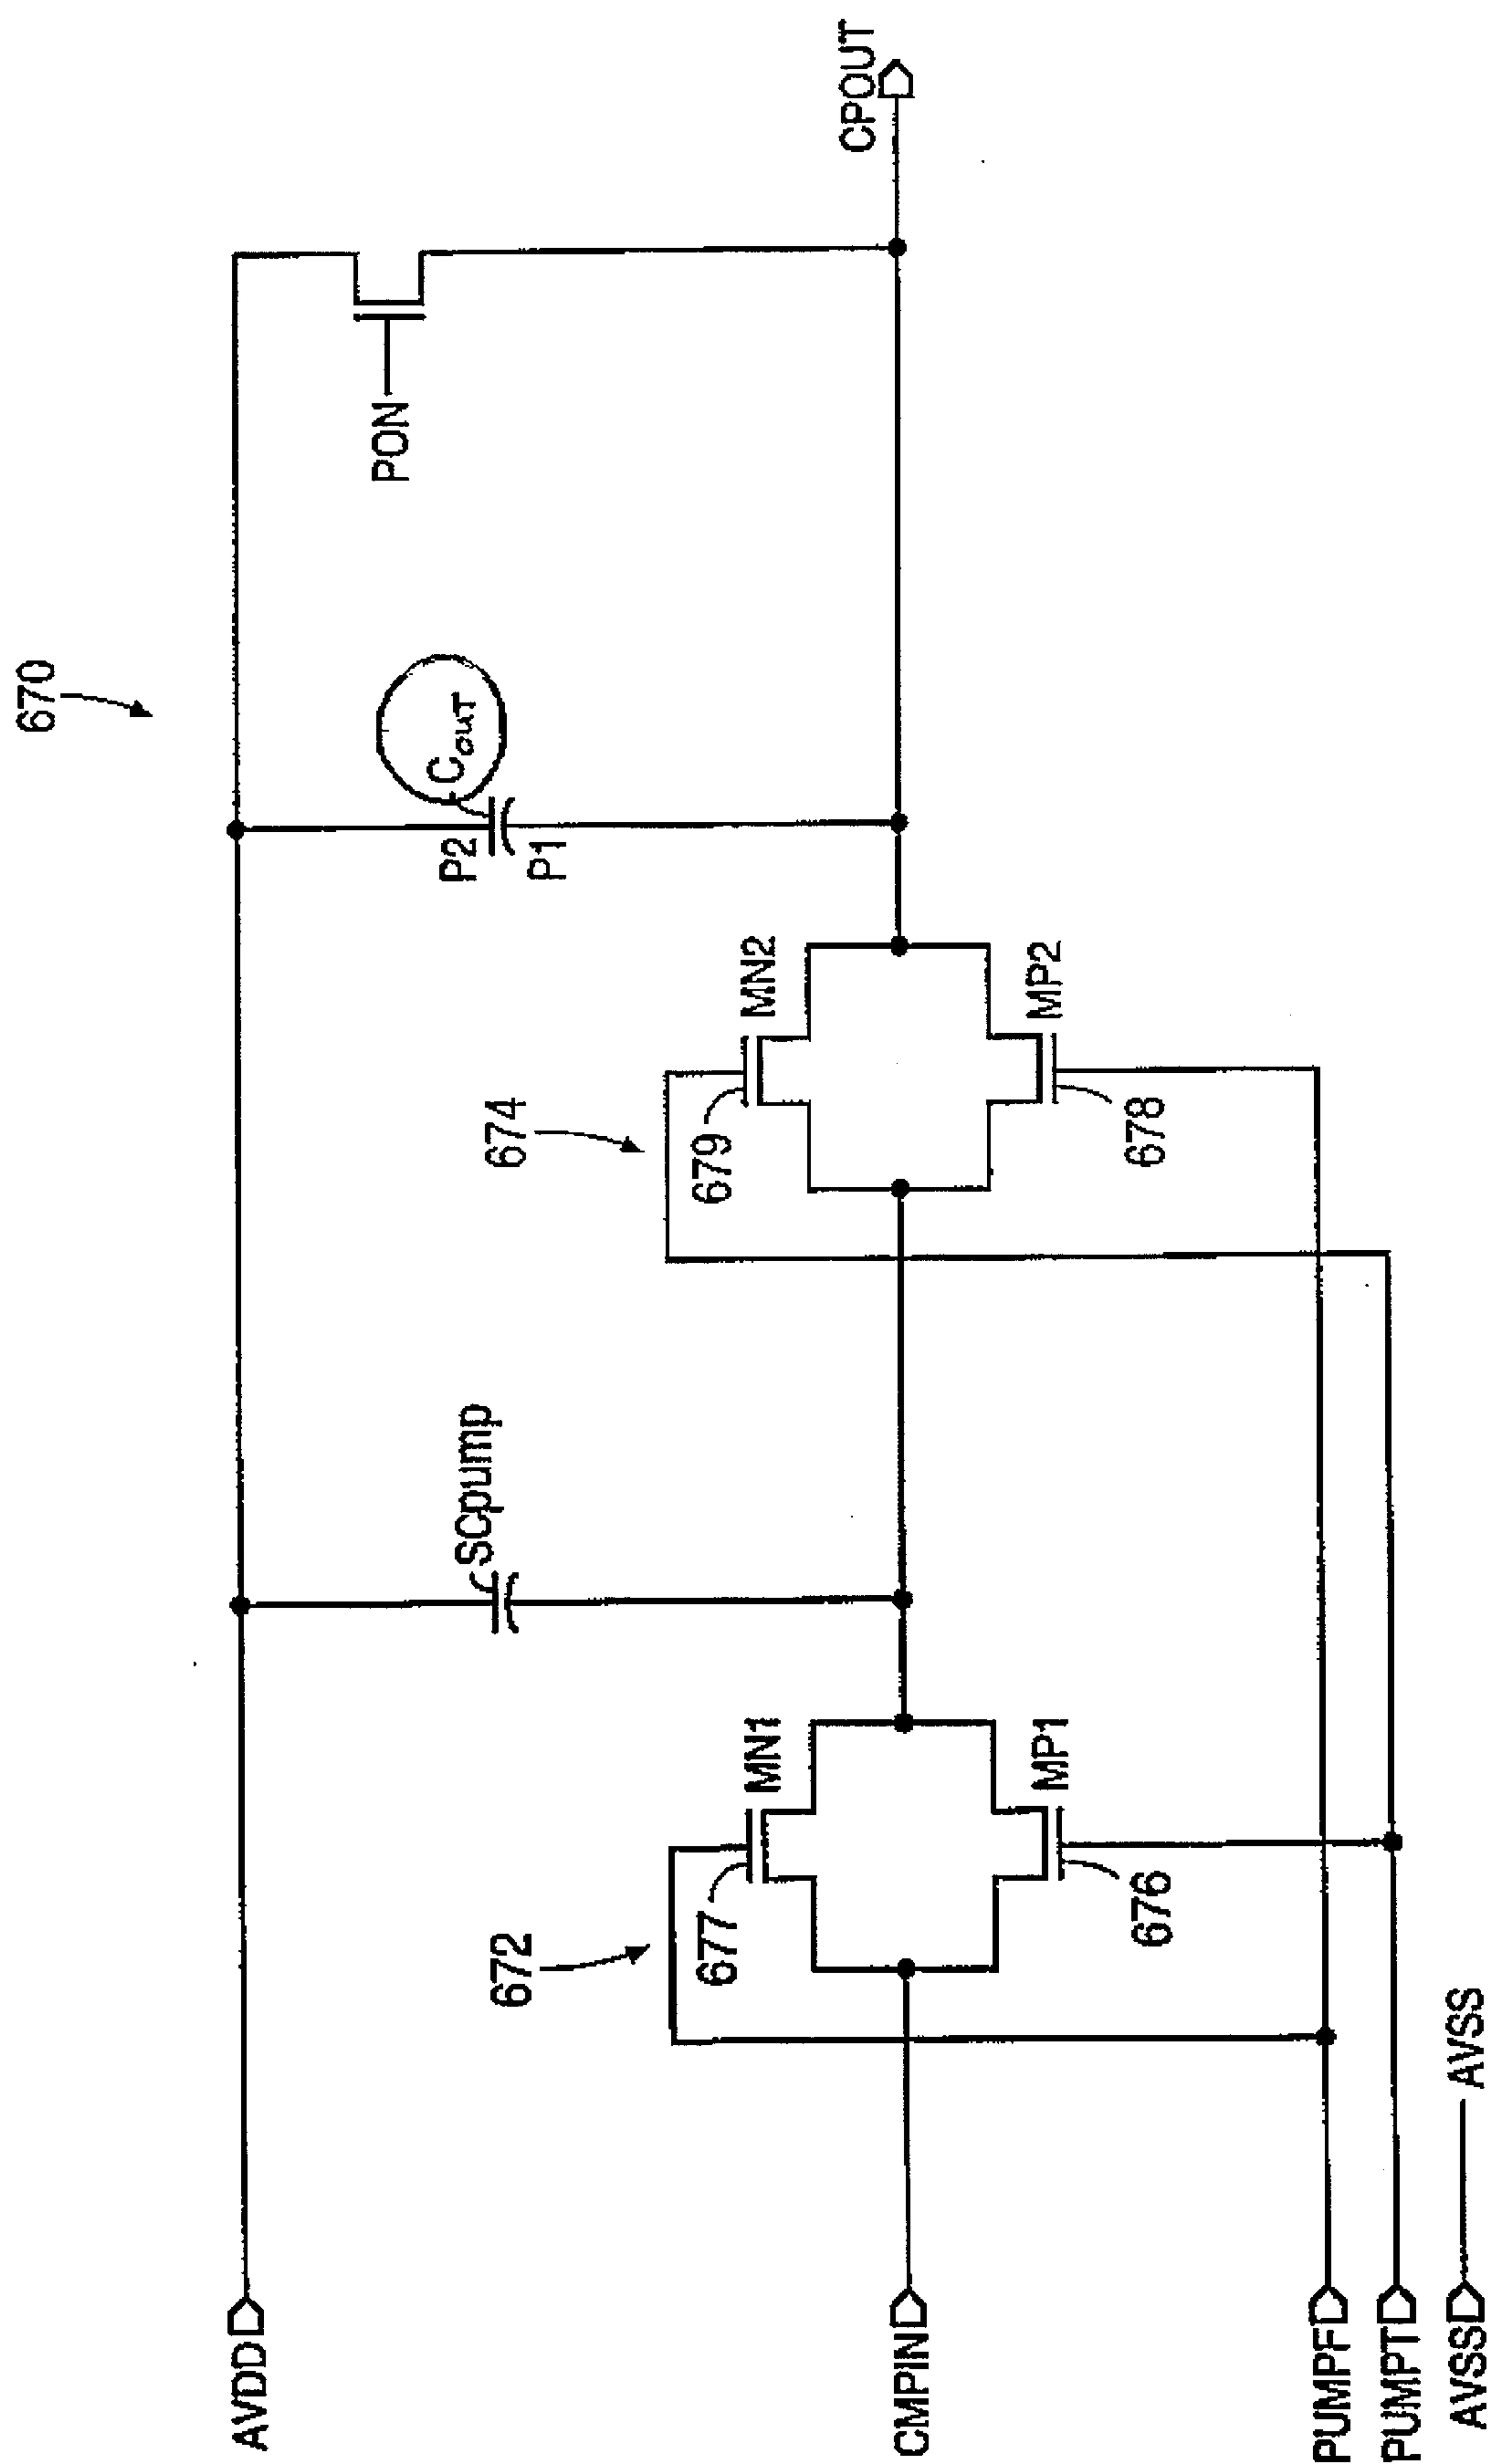 670
AVDD
SCpump
Cout
P2
P1
PON
672
677
MN1
674
679
MN2
CMPIN
CPOUT
676
MP1
678
MP2
PUMPF
PUMPT
AVSS
AVSS